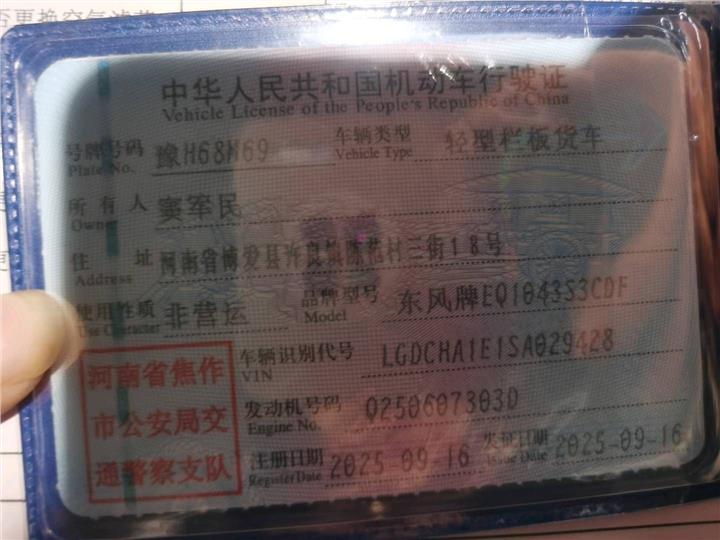 中华人民共和国机动车行驶证
Vehicle License of the People's Republic of China
号牌号码 豫H68M69 车辆类型 轻型栏板货车
Plate No. Vehicle Type
所有人 窦军民
Owner
住址 河南省博爱县许良镇陈范村三街18号
Address
使用性质 非营运 品牌型号 东风牌EQ1043S3CDF
Use Character Model
车辆识别代号 LGDCHA1E1SA029428
VIN
发动机号码 Q250607303D
Engine No.
注册日期 2025-09-16 发证日期 2025-09-16
Register Date Issue Date
河南省焦作
市公安局交
通警察支队